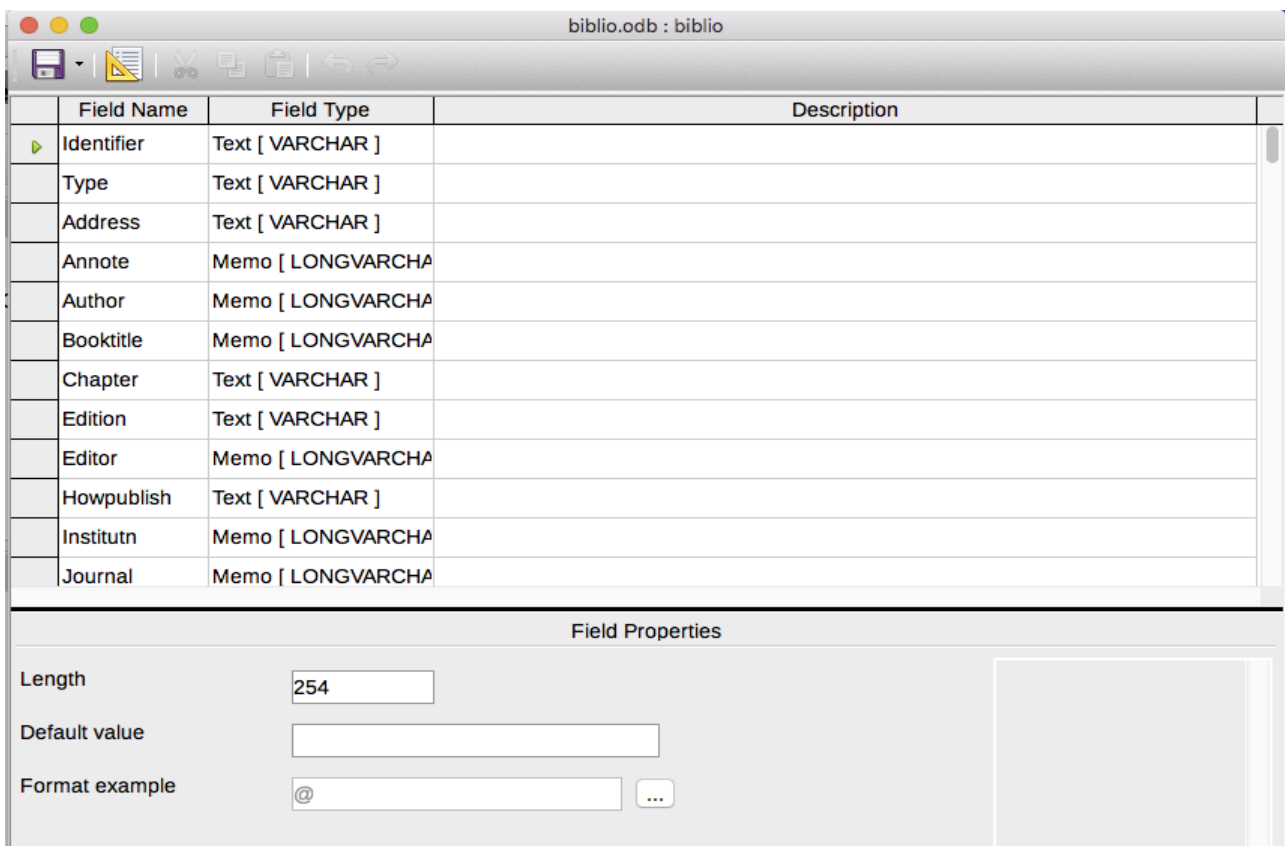 biblio.odb : biblio
Field Name Field Type Description
Identifier Text [ VARCHAR ]
Type Text [ VARCHAR ]
Address Text [ VARCHAR ]
Annote Memo [ LONGVARCHA
Author Memo [ LONGVARCHA
Booktitle Memo [ LONGVARCHA
Chapter Text [ VARCHAR ]
Edition Text [ VARCHAR ]
Editor Memo [ LONGVARCHA
Howpublish Text [ VARCHAR ]
Institutn Memo [ LONGVARCHA
Journal Memo [ LONGVARCHA
Field Properties
Length 254
Default value
Format example @ ...